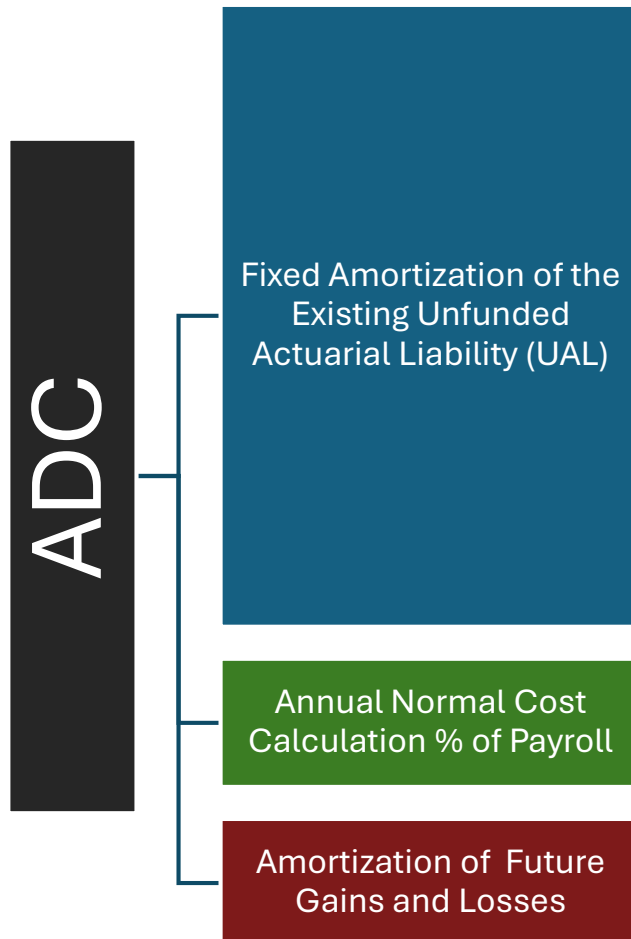 ADC
Fixed Amortization of the
Existing Unfunded
Actuarial Liability (UAL)
Annual Normal Cost
Calculation % of Payroll
Amortization of Future
Gains and Losses